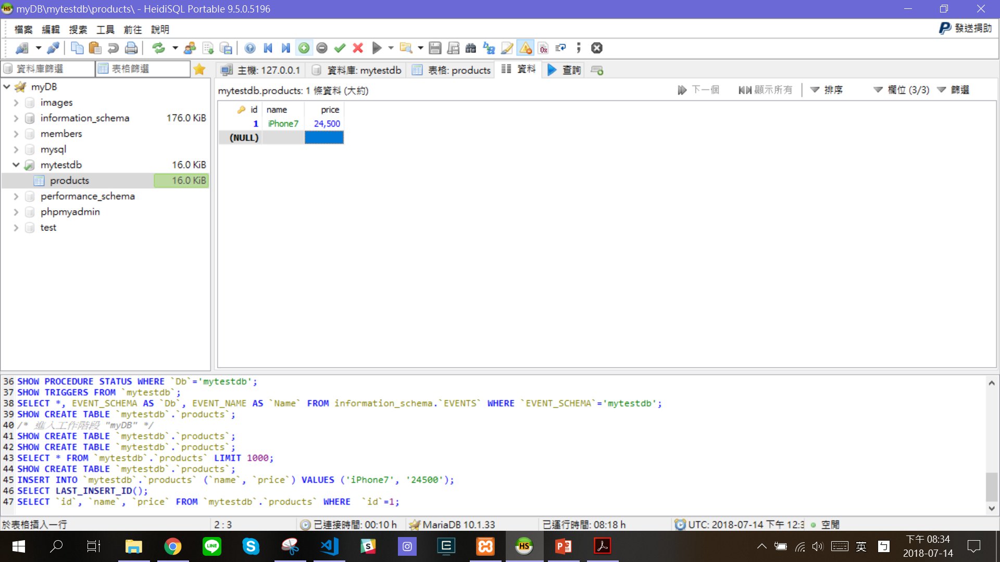 myDB\mytestdb\products\ - HeidiSQL Portable 9.5.0.5196
檔案 編輯 搜索 工具 前往 說明
發送捐助
資料庫篩選 表格篩選
主機: 127.0.0.1 資料庫: mytestdb 表格: products 資料 查詢
myDB
images
information_schema 176.0 KiB
members
mysql
mytestdb 16.0 KiB
products 16.0 KiB
performance_schema
phpmyadmin
test
mytestdb.products: 1 條資料 (大約)
下一個 顯示所有 排序 欄位 (3/3) 篩選
id name price
1 iPhone7 24,500
(NULL)
36 SHOW PROCEDURE STATUS WHERE `Db`='mytestdb';
37 SHOW TRIGGERS FROM `mytestdb`;
38 SELECT *, EVENT_SCHEMA AS `Db`, EVENT_NAME AS `Name` FROM information_schema.`EVENTS` WHERE `EVENT_SCHEMA`='mytestdb';
39 SHOW CREATE TABLE `mytestdb`.`products`;
40 /* 進入工作階段 "myDB" */
41 SHOW CREATE TABLE `mytestdb`.`products`;
42 SHOW CREATE TABLE `mytestdb`.`products`;
43 SELECT * FROM `mytestdb`.`products` LIMIT 1000;
44 SHOW CREATE TABLE `mytestdb`.`products`;
45 INSERT INTO `mytestdb`.`products` (`name`, `price`) VALUES ('iPhone7', '24500');
46 SELECT LAST_INSERT_ID();
47 SELECT `id`, `name`, `price` FROM `mytestdb`.`products` WHERE  `id`=1;
於表格插入一行 2 : 3 已連接時間: 00:10 h MariaDB 10.1.33 已運行時間: 08:18 h UTC: 2018-07-14 下午 12:3 空閒
LINE
HS
英
下午 08:34
2018-07-14